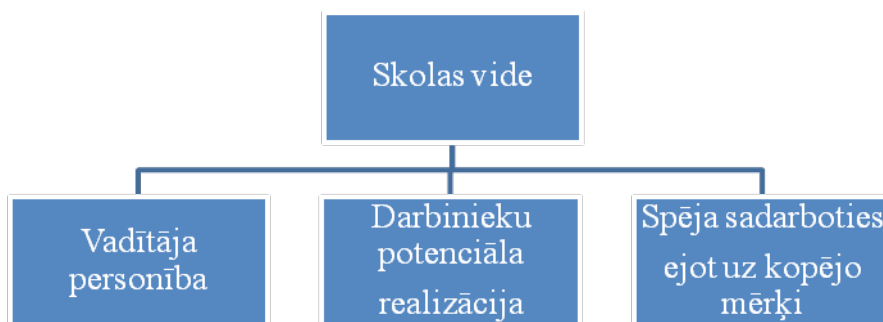 Skolas vide
Vadītāja
personība
Darbinieku
potenciāla
realizācija
Spēja sadarboties
ejot uz kopējo
mērķi